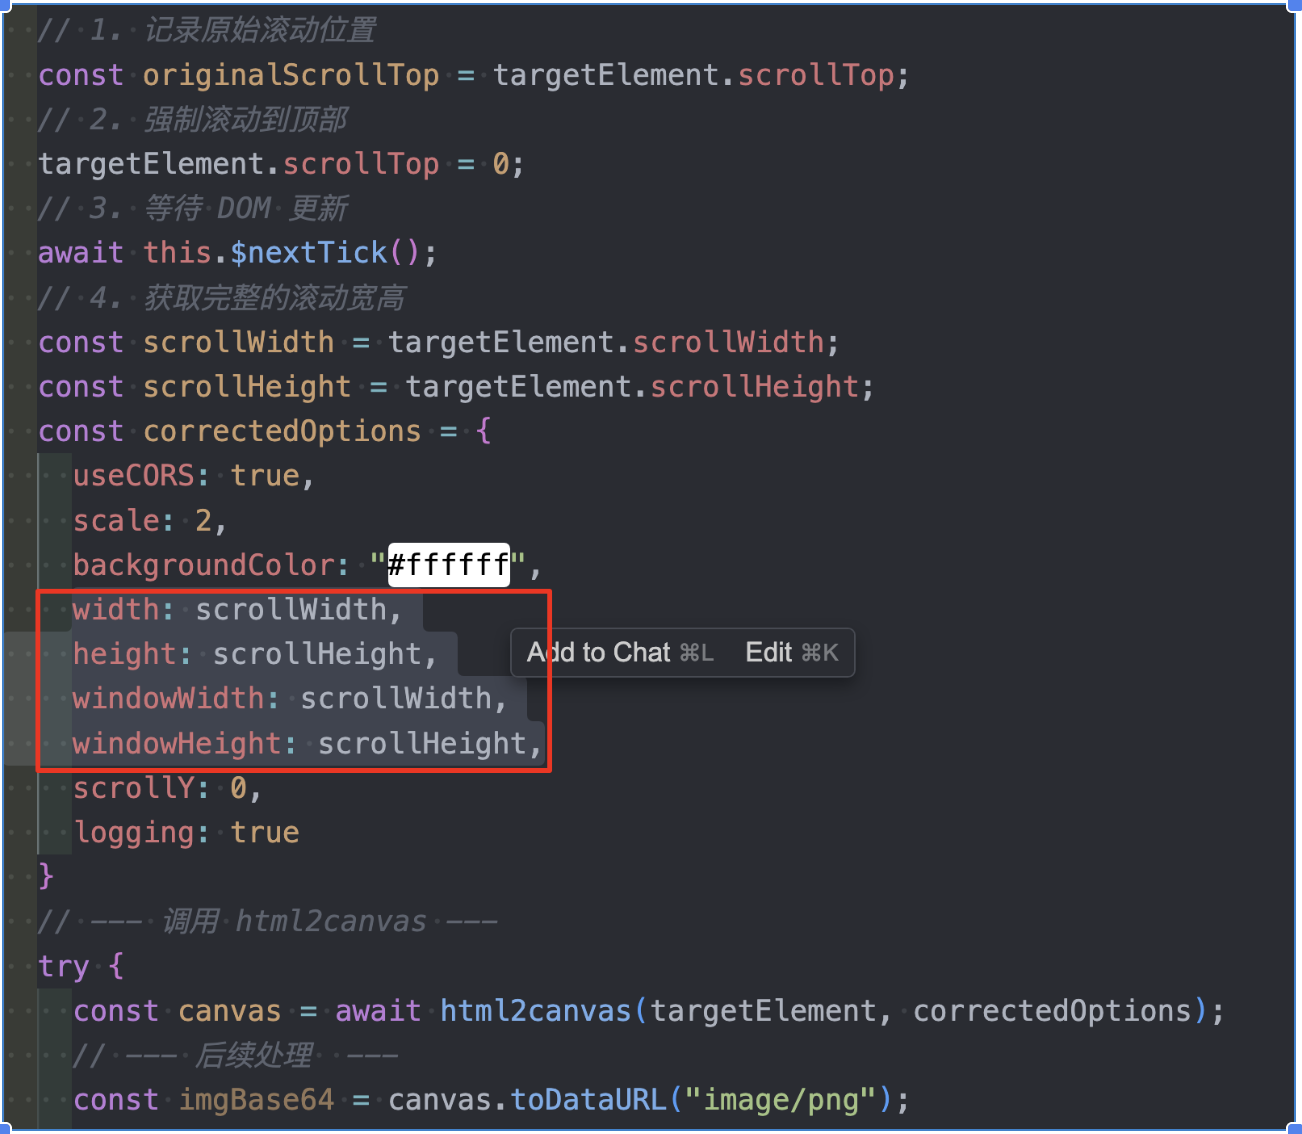 // 1. 记录原始滚动位置
const originalScrollTop = targetElement.scrollTop;
// 2. 强制滚动到顶部
targetElement.scrollTop = 0;
// 3. 等待 DOM 更新
await this.$nextTick();
// 4. 获取完整的滚动宽高
const scrollWidth = targetElement.scrollWidth;
const scrollHeight = targetElement.scrollHeight;
const correctedOptions = {
useCORS: true,
scale: 2,
backgroundColor: "#ffffff",
width: scrollWidth,
height: scrollHeight,
Add to Chat ⌘L Edit ⌘K
windowWidth: scrollWidth,
windowHeight: scrollHeight,
scrollY: 0,
logging: true
}
// --- 调用 html2canvas ---
try {
const canvas = await html2canvas(targetElement, correctedOptions);
// --- 后续处理 ---
const imgBase64 = canvas.toDataURL("image/png");